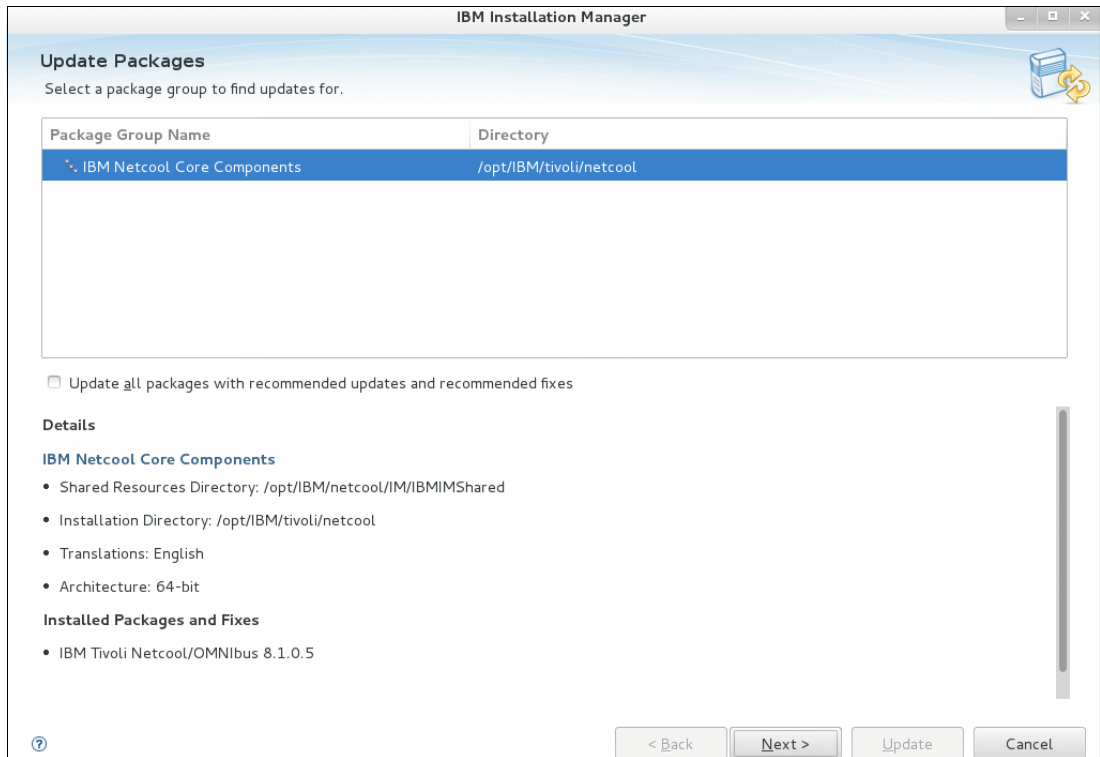 IBM Installation Manager
Update Packages
Select a package group to find updates for.
Package Group Name Directory
IBM Netcool Core Components /opt/IBM/tivoli/netcool
Update all packages with recommended updates and recommended fixes
Details
IBM Netcool Core Components
• Shared Resources Directory: /opt/IBM/netcool/IM/IBMIMShared
• Installation Directory: /opt/IBM/tivoli/netcool
• Translations: English
• Architecture: 64-bit
Installed Packages and Fixes
• IBM Tivoli Netcool/OMNIbus 8.1.0.5
? < Back Next > Update Cancel